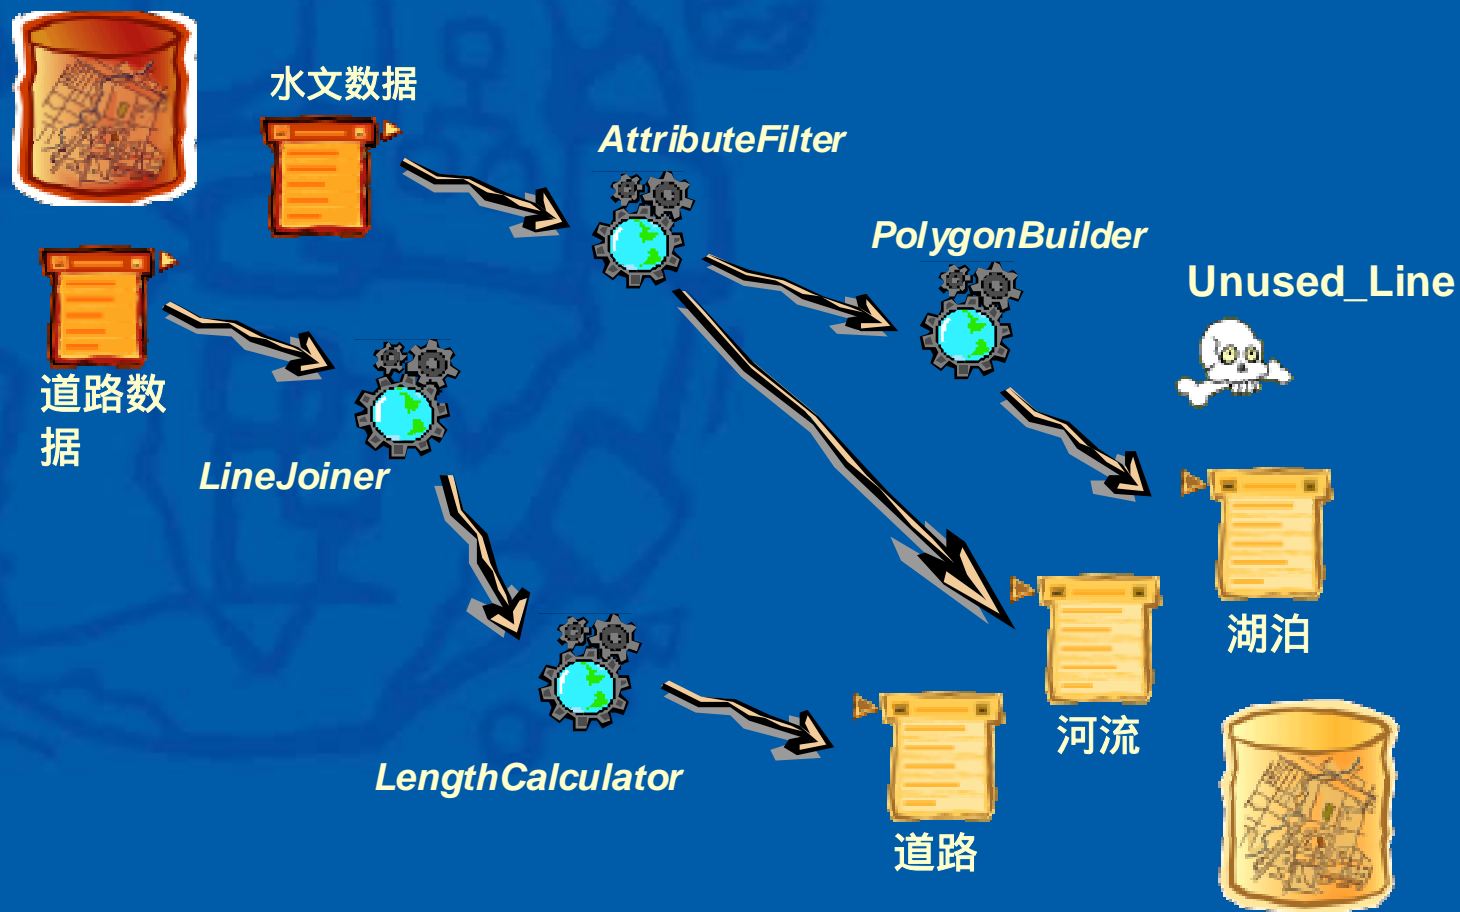 水文数据
AttributeFilter
PolygonBuilder
Unused_Line
道路数
据
LineJoiner
湖泊
河流
LengthCalculator
道路